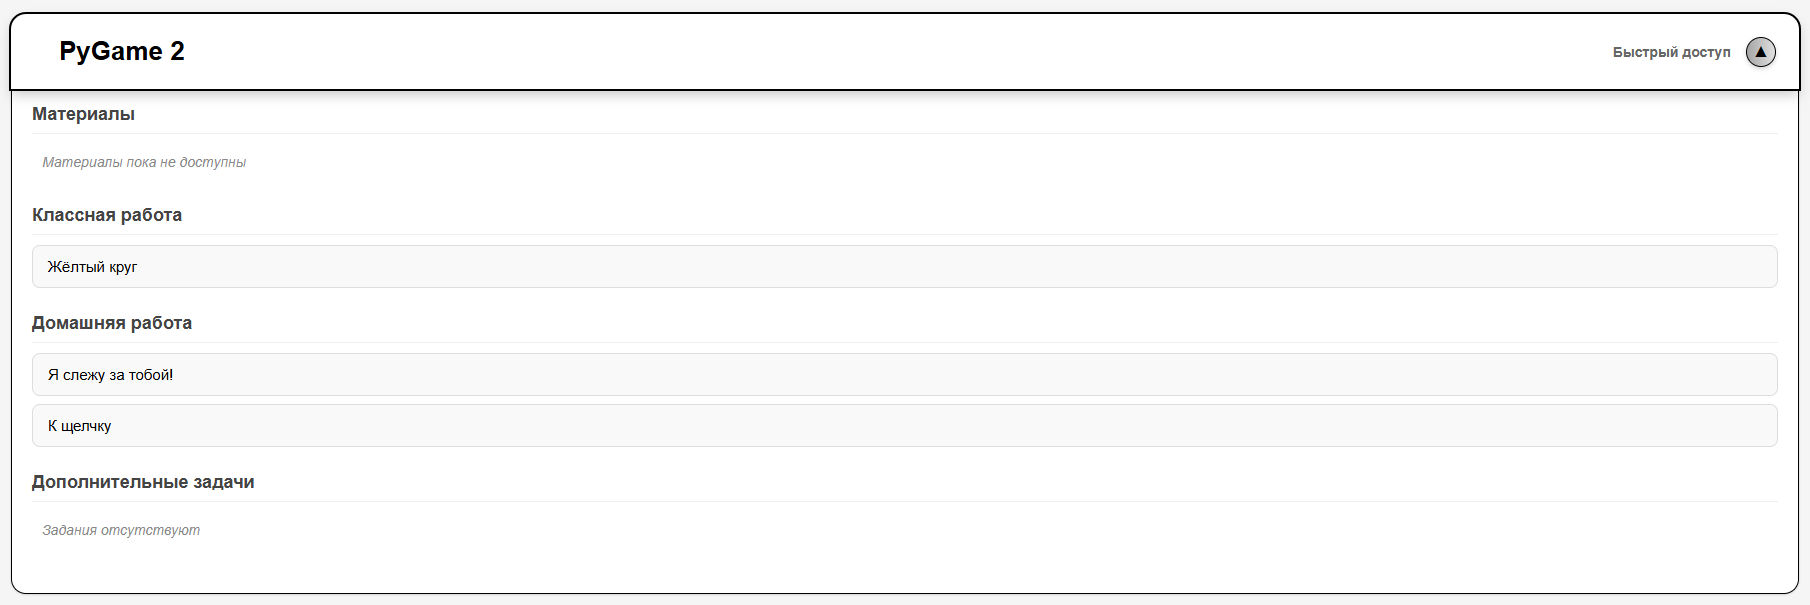 PyGame 2
Быстрый доступ
▲
Материалы
Материалы пока не доступны
Классная работа
Жёлтый круг
Домашняя работа
Я слежу за тобой!
К щелчку
Дополнительные задачи
Задания отсутствуют